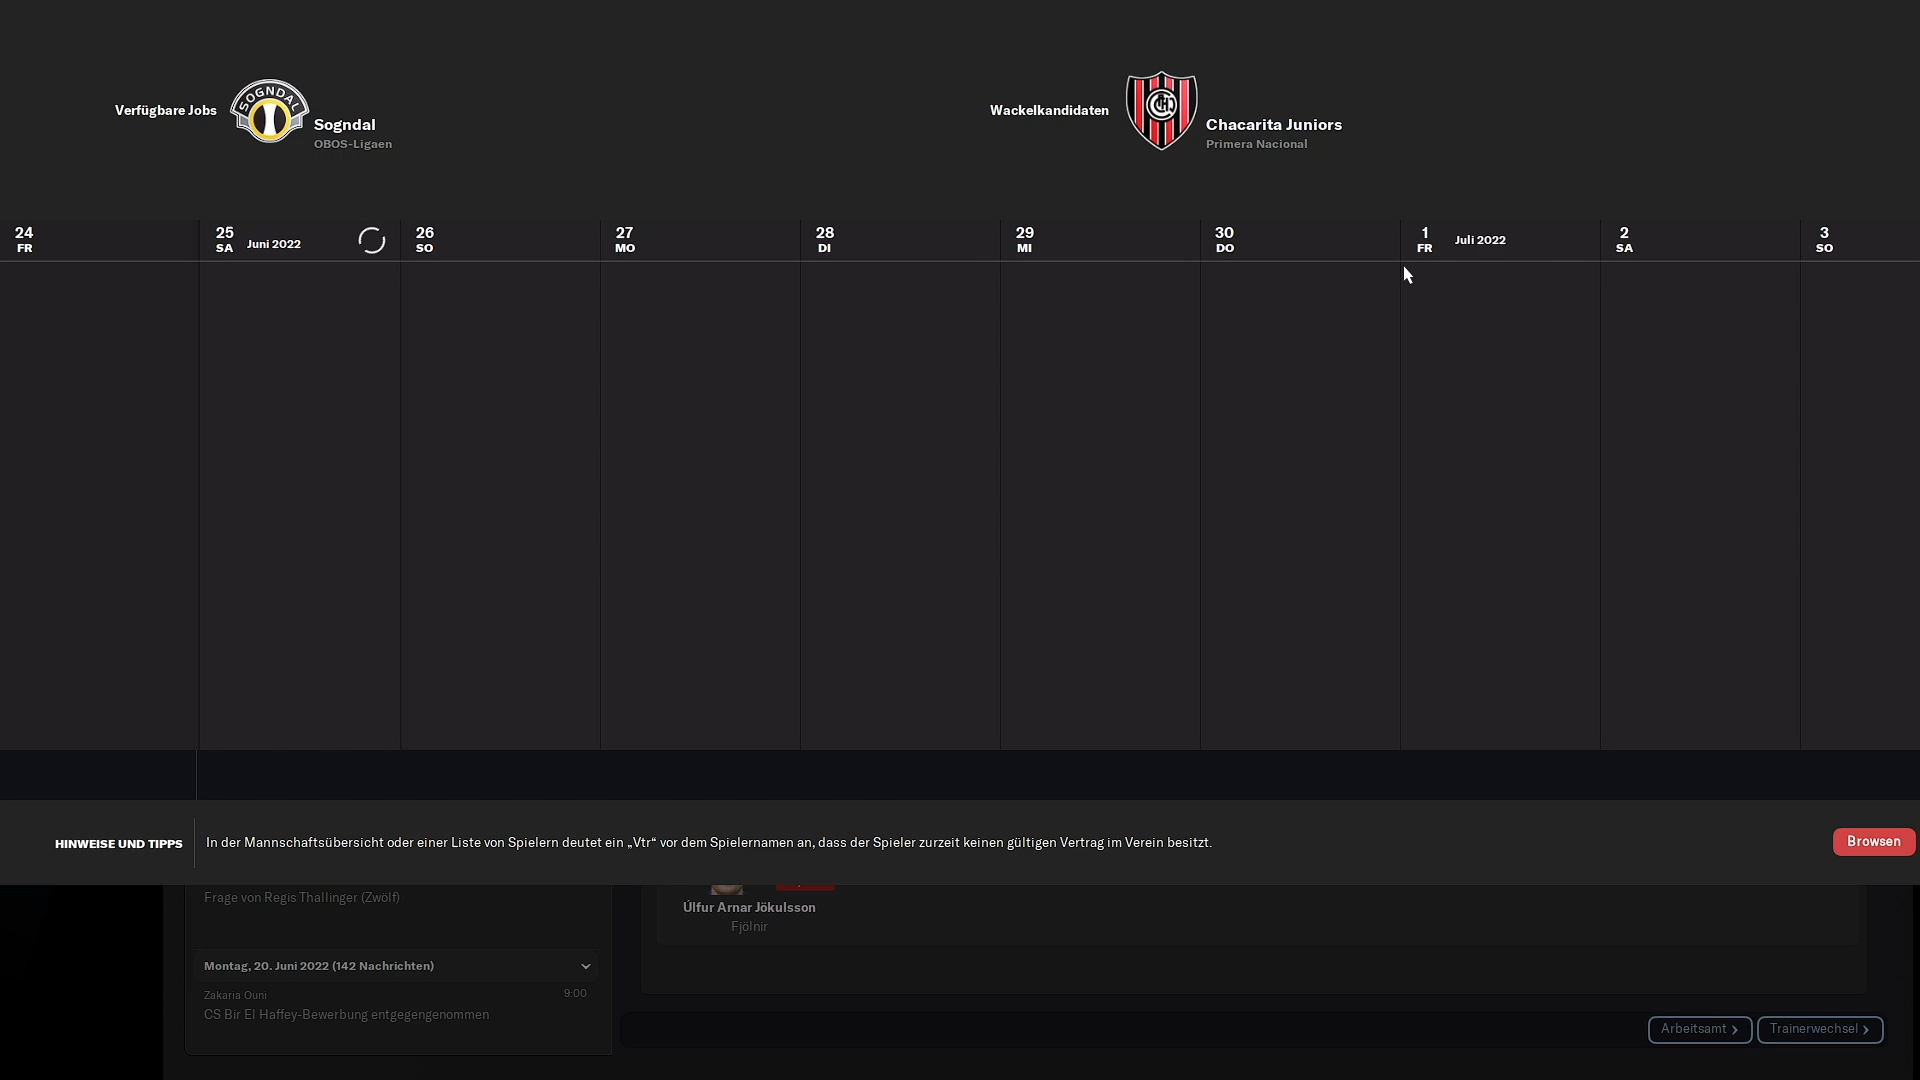 Verfügbare Jobs
SOGNDAL
Sogndal
OBOS-Ligaen
Wackelkandidaten
Chacarita Juniors
Primera Nacional
24
FR
25
SA
Juni 2022
26
SO
27
MO
28
DI
29
MI
30
DO
1
FR
Juli 2022
2
SA
3
SO
HINWEISE UND TIPPS
In der Mannschaftsübersicht oder einer Liste von Spielern deutet ein „Vtr“ vor dem Spielernamen an, dass der Spieler zurzeit keinen gültigen Vertrag im Verein besitzt.
Browsen
Frage von Regis Thallinger (Zwölf)
Úlfur Arnar Jökulsson
Fjölnir
Montag, 20. Juni 2022 (142 Nachrichten)
Zakaria Ouni 9:00
CS Bir El Haffey-Bewerbung entgegengenommen
Arbeitsamt
Trainerwechsel